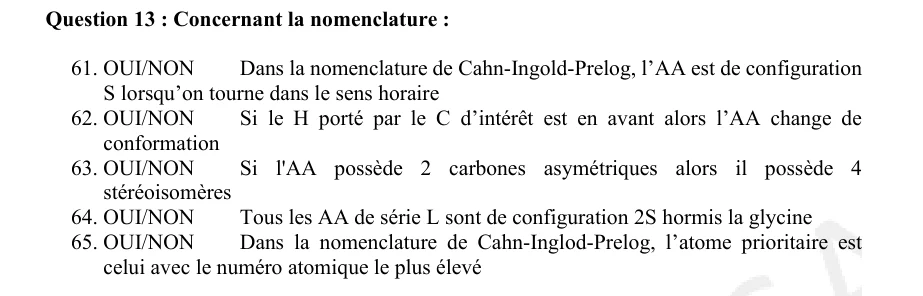 Question 13 : Concernant la nomenclature :
61. OUI/NON Dans la nomenclature de Cahn-Ingold-Prelog, l’AA est de configuration
S lorsqu’on tourne dans le sens horaire
62. OUI/NON Si le H porté par le C d’intérêt est en avant alors l’AA change de
conformation
63. OUI/NON Si l'AA possède 2 carbones asymétriques alors il possède 4
stéréoisomères
64. OUI/NON Tous les AA de série L sont de configuration 2S hormis la glycine
65. OUI/NON Dans la nomenclature de Cahn-Inglod-Prelog, l’atome prioritaire est
celui avec le numéro atomique le plus élevé